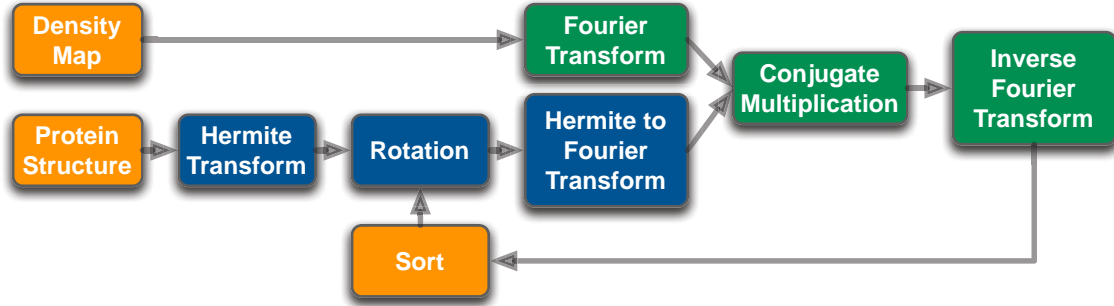 Density
Map
Fourier
Transform
Conjugate
Multiplication
Inverse
Fourier
Transform
Protein
Structure
Hermite
Transform
Rotation
Hermite to
Fourier
Transform
Sort